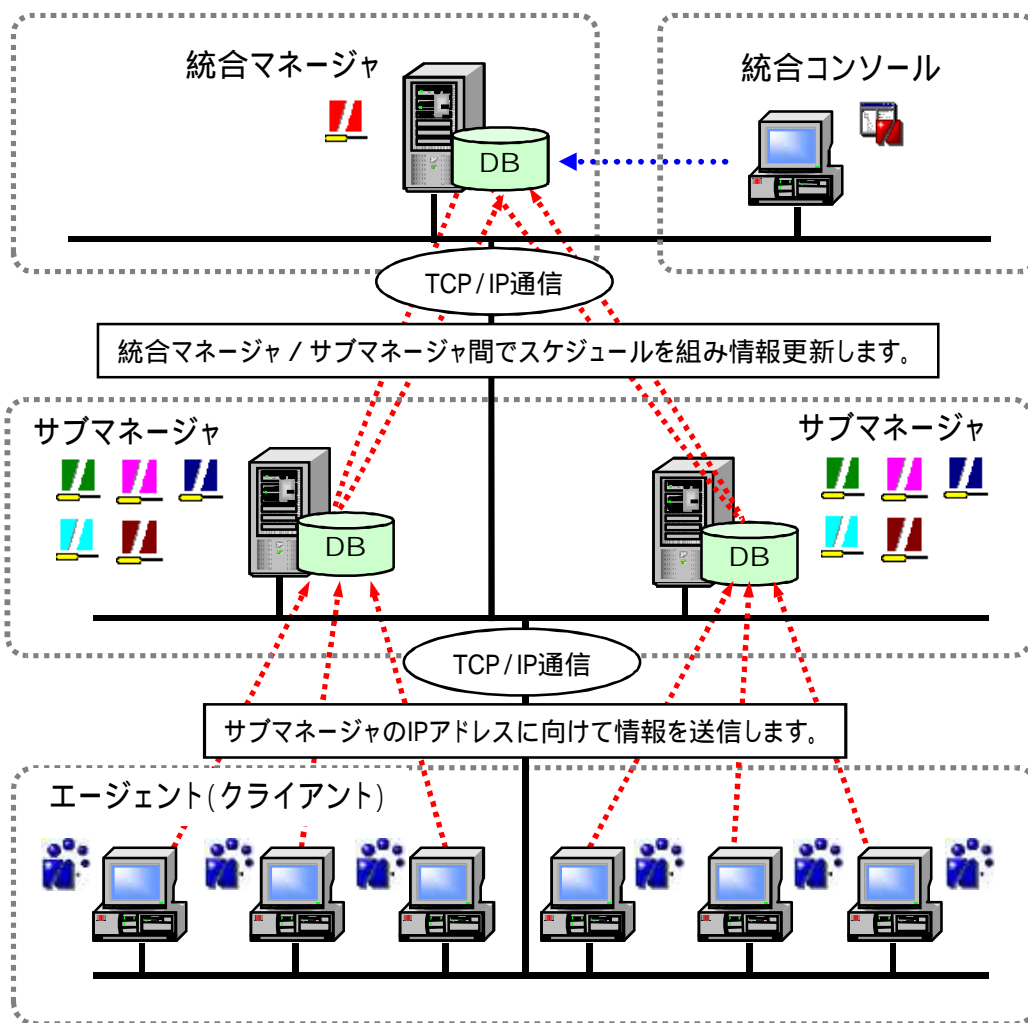 統合マネージャ
統合コンソール
DB
TCP/IP通信
統合マネージャ / サブマネージャ間でスケジュールを組み情報更新します。
サブマネージャ
サブマネージャ
DB
DB
TCP/IP通信
サブマネージャのIPアドレスに向けて情報を送信します。
エージェント(クライアント)